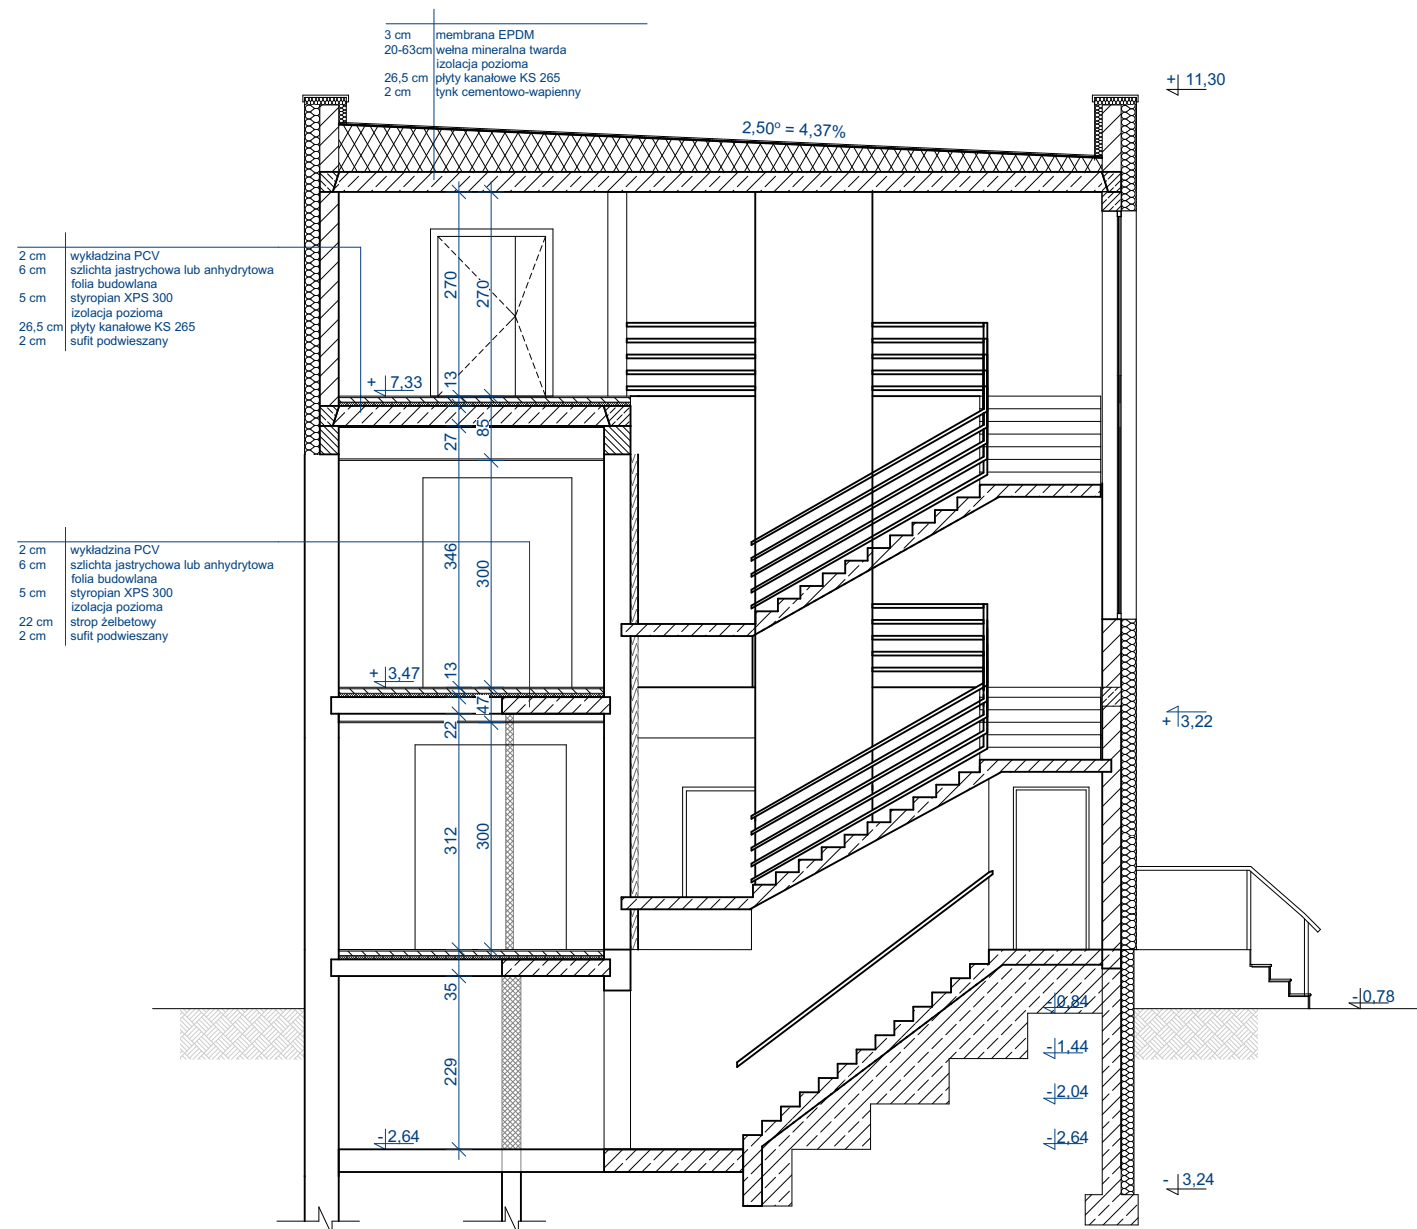 3 cm membrana EPDM
20-63cm wełna mineralna twarda
izolacja pozioma
26,5 cm płyty kanałowe KS 265
2 cm tynk cementowo-wapienny
+ 11,30
2,50º = 4,37%
2 cm wykładzina PCV
6 cm szlichta jastrychowa lub anhydrytowa
folia budowlana
5 cm styropian XPS 300
izolacja pozioma
26,5 cm płyty kanałowe KS 265
2 cm sufit podwieszany
270
270
+ 7,33
13
27
85
2 cm wykładzina PCV
6 cm szlichta jastrychowa lub anhydrytowa
folia budowlana
5 cm styropian XPS 300
izolacja pozioma
22 cm strop żelbetowy
2 cm sufit podwieszany
346
300
+ 3,47
13
47
22
+ 3,22
312
300
35
229
-0,84
-0,78
-1,44
-2,04
-2,64
-2,64
- 3,24